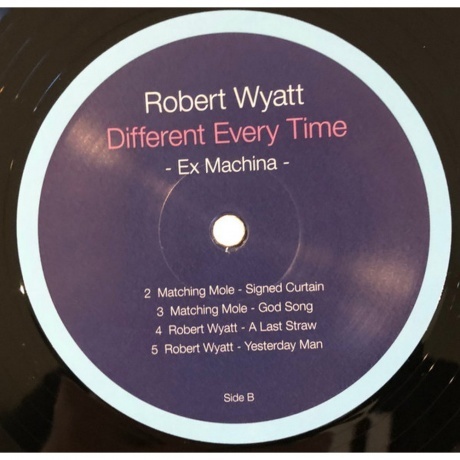 Robert Wyatt
Different Every Time
- Ex Machina -
2 Matching Mole - Signed Curtain
3 Matching Mole - God Song
4 Robert Wyatt - A Last Straw
5 Robert Wyatt - Yesterday Man
Side B